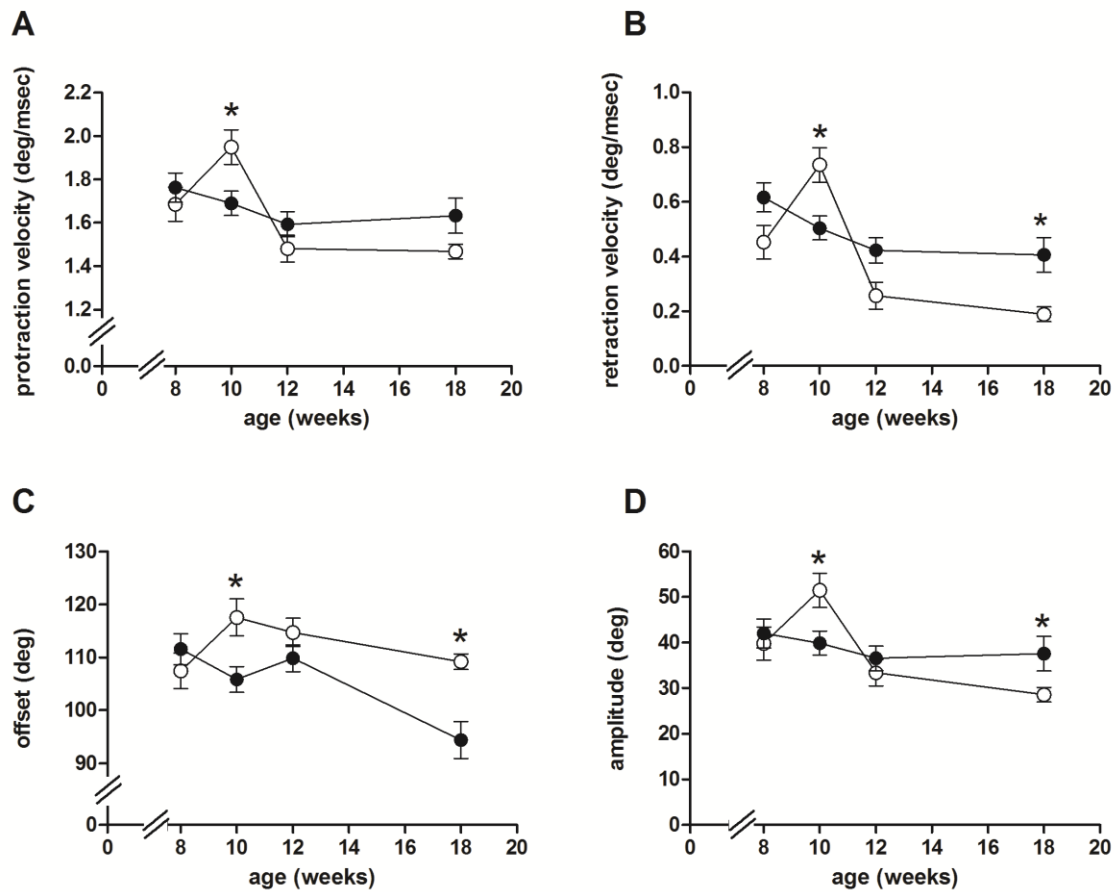 A
protraction velocity (deg/msec)
2.2
2.0
1.8
1.6
1.4
1.2
0.0
*
0 8 10 12 14 16 18 20
age (weeks)
B
retraction velocity (deg/msec)
1.0
0.8
0.6
0.4
0.2
0.0
* *
0 8 10 12 14 16 18 20
age (weeks)
C
offset (deg)
130
120
110
100
90
0
* *
0 8 10 12 14 16 18 20
age (weeks)
D
amplitude (deg)
60
50
40
30
20
10
0
* *
0 8 10 12 14 16 18 20
age (weeks)